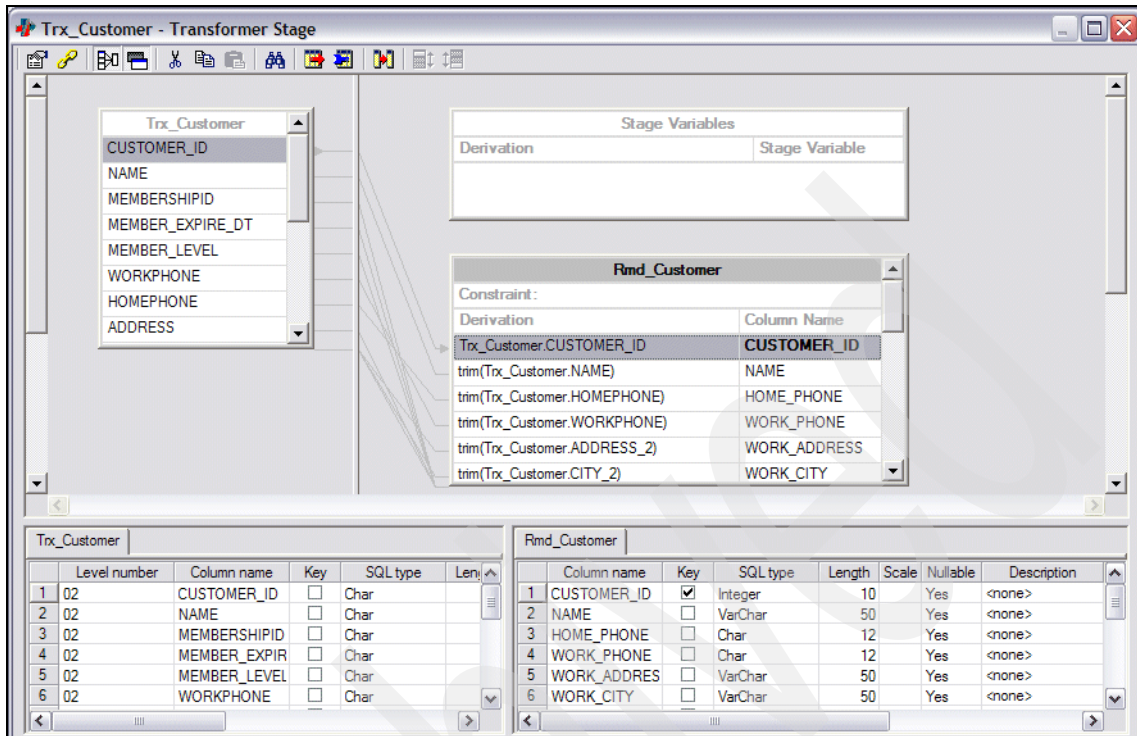 Trx_Customer - Transformer Stage
Trx_Customer
CUSTOMER_ID
NAME
MEMBERSHIPID
MEMBER_EXPIRE_DT
MEMBER_LEVEL
WORKPHONE
HOMEPHONE
ADDRESS
Stage Variables
Derivation Stage Variable
Rmd_Customer
Constraint:
Derivation Column Name
Trx_Customer.CUSTOMER_ID CUSTOMER_ID
trim(Trx_Customer.NAME) NAME
trim(Trx_Customer.HOMEPHONE) HOME_PHONE
trim(Trx_Customer.WORKPHONE) WORK_PHONE
trim(Trx_Customer.ADDRESS_2) WORK_ADDRESS
trim(Trx_Customer.CITY_2) WORK_CITY
Trx_Customer
Level number Column name Key SQL type Leng
1 02 CUSTOMER_ID Char
2 02 NAME Char
3 02 MEMBERSHIPID Char
4 02 MEMBER_EXPIR Char
5 02 MEMBER_LEVEL Char
6 02 WORKPHONE Char
Rmd_Customer
Column name Key SQL type Length Scale Nullable Description
1 CUSTOMER_ID Integer 10 Yes <none>
2 NAME VarChar 50 Yes <none>
3 HOME_PHONE Char 12 Yes <none>
4 WORK_PHONE Char 12 Yes <none>
5 WORK_ADDRES VarChar 50 Yes <none>
6 WORK_CITY VarChar 50 Yes <none>